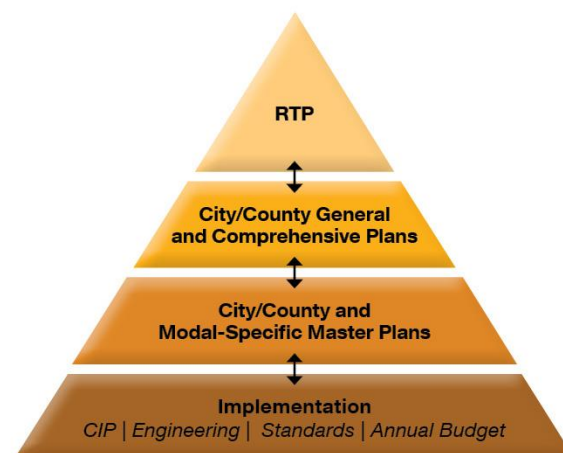 RTP
City/County General
and Comprehensive Plans
City/County and
Modal-Specific Master Plans
Implementation
CIP | Engineering | Standards | Annual Budget